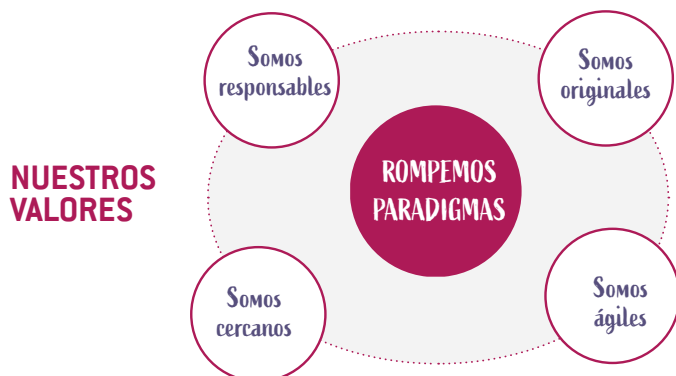 NUESTROS
VALORES
Somos
responsables
Somos
originales
ROMPEMOS
PARADIGMAS
Somos
cercanos
Somos
ágiles